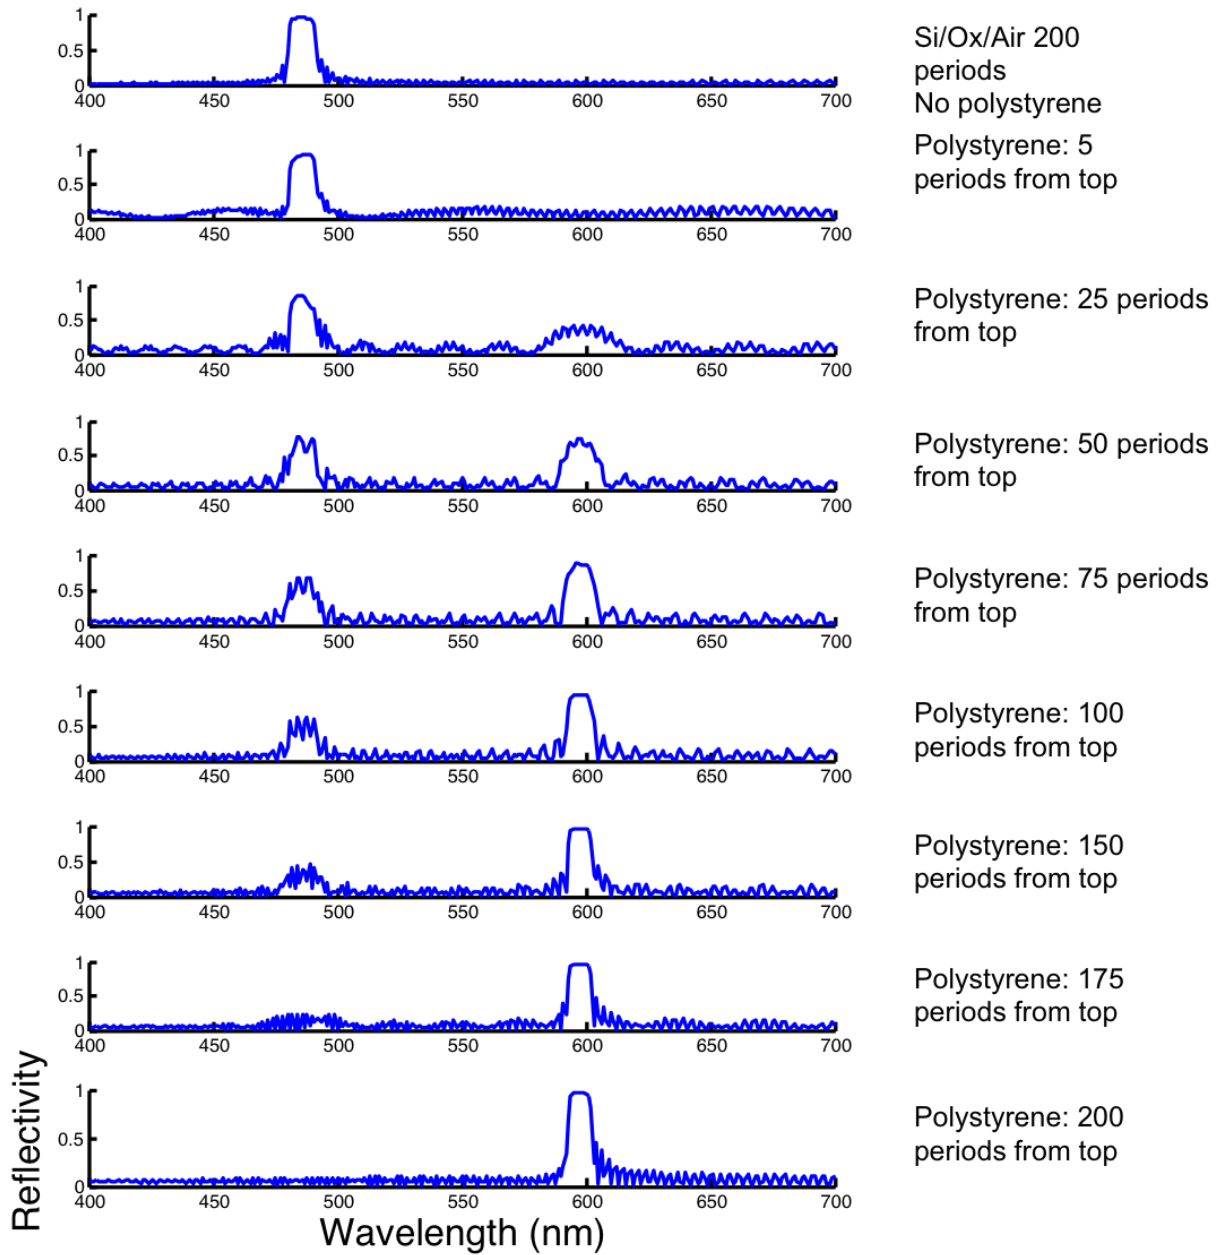 1
0.5
0
400 450 500 550 600 650 700
Si/Ox/Air 200
periods
No polystyrene
1
0.5
0
400 450 500 550 600 650 700
Polystyrene: 5
periods from top
1
0.5
0
400 450 500 550 600 650 700
Polystyrene: 25 periods
from top
1
0.5
0
400 450 500 550 600 650 700
Polystyrene: 50 periods
from top
1
0.5
0
400 450 500 550 600 650 700
Polystyrene: 75 periods
from top
1
0.5
0
400 450 500 550 600 650 700
Polystyrene: 100
periods from top
1
0.5
0
400 450 500 550 600 650 700
Polystyrene: 150
periods from top
1
0.5
0
400 450 500 550 600 650 700
Polystyrene: 175
periods from top
1
0.5
0
400 450 500 550 600 650 700
Polystyrene: 200
periods from top
Reflectivity
Wavelength (nm)